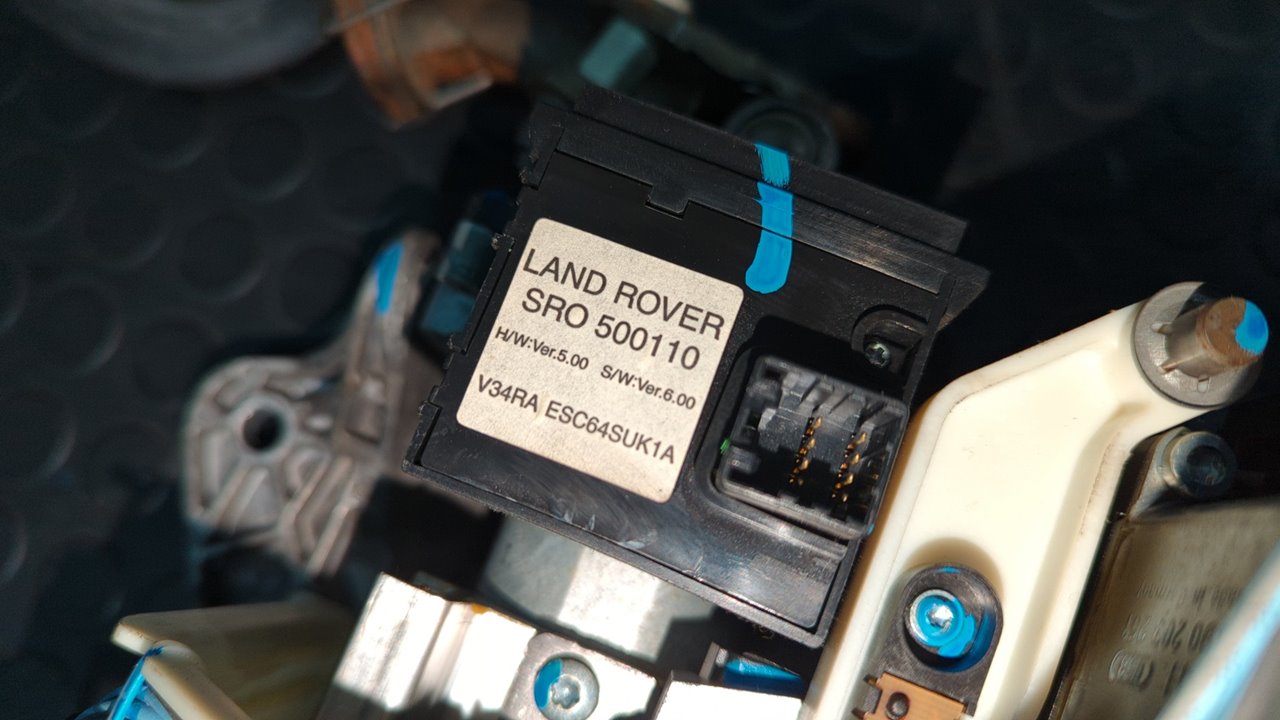 LAND ROVER
SRO 500110
H/W:Ver.5.00 S/W:Ver.6.00
V34RA ESC64SUK1A